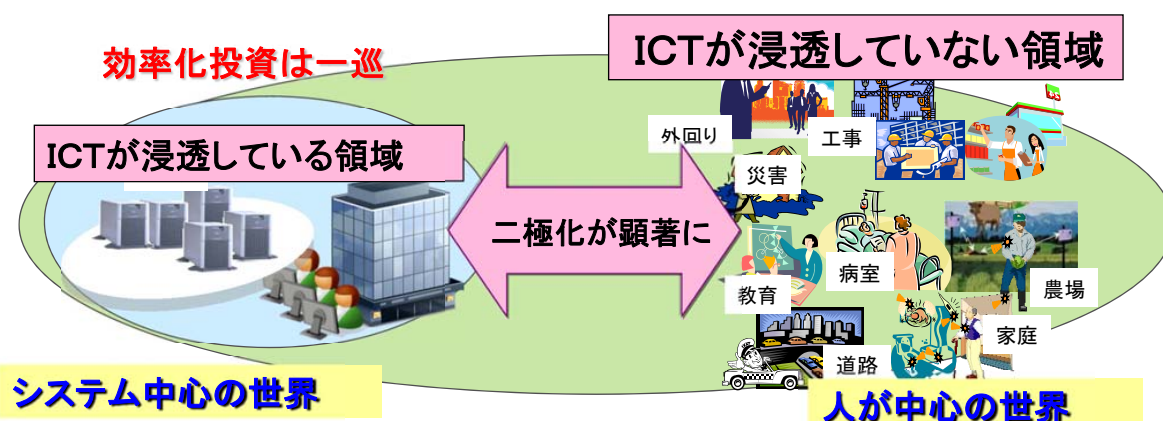 効率化投資は一巡
ICTが浸透していない領域
ICTが浸透している領域
外回り
工事
災害
二極化が顕著に
教育
病室
農場
家庭
道路
システム中心の世界
人が中心の世界